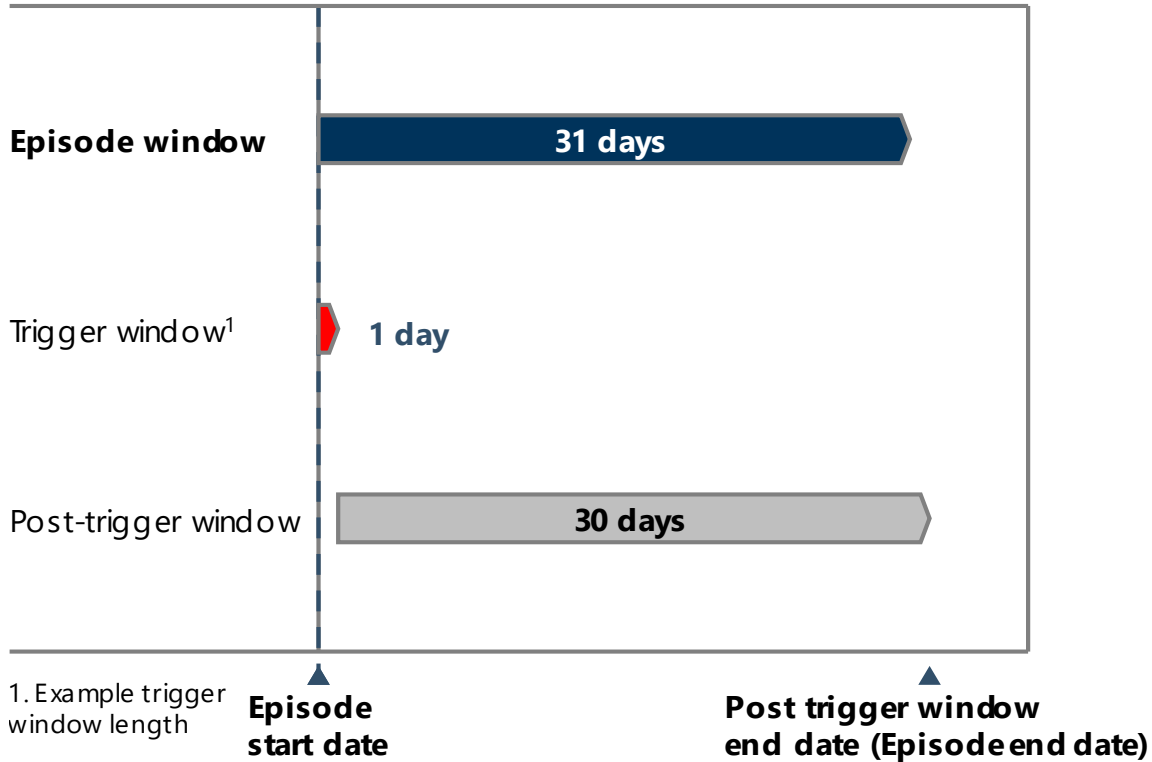 Episode window
31 days
Trigger window1
1 day
Post-trigger window
30 days
1. Example trigger
window length
Episode
start date
Post trigger window
end date (Episode end date)